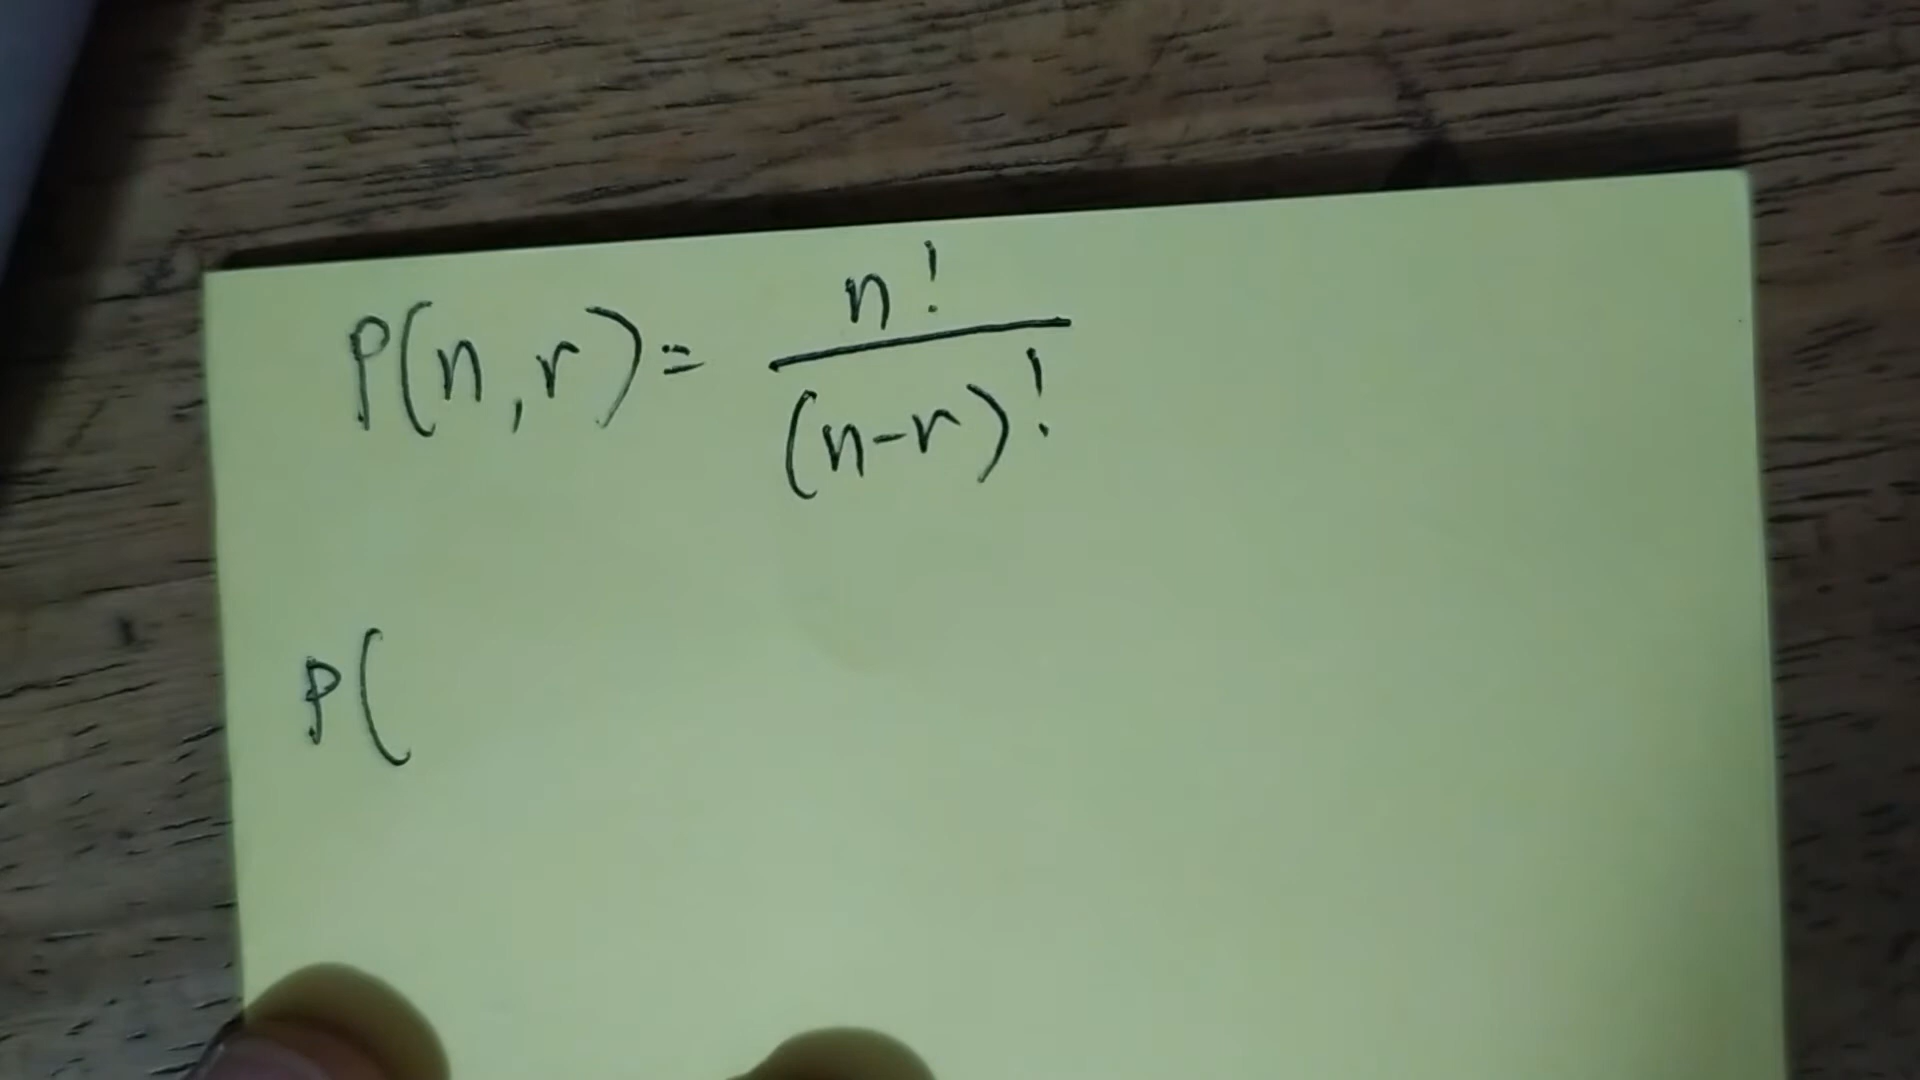 P(n,r) = n! / (n-r)!
P(